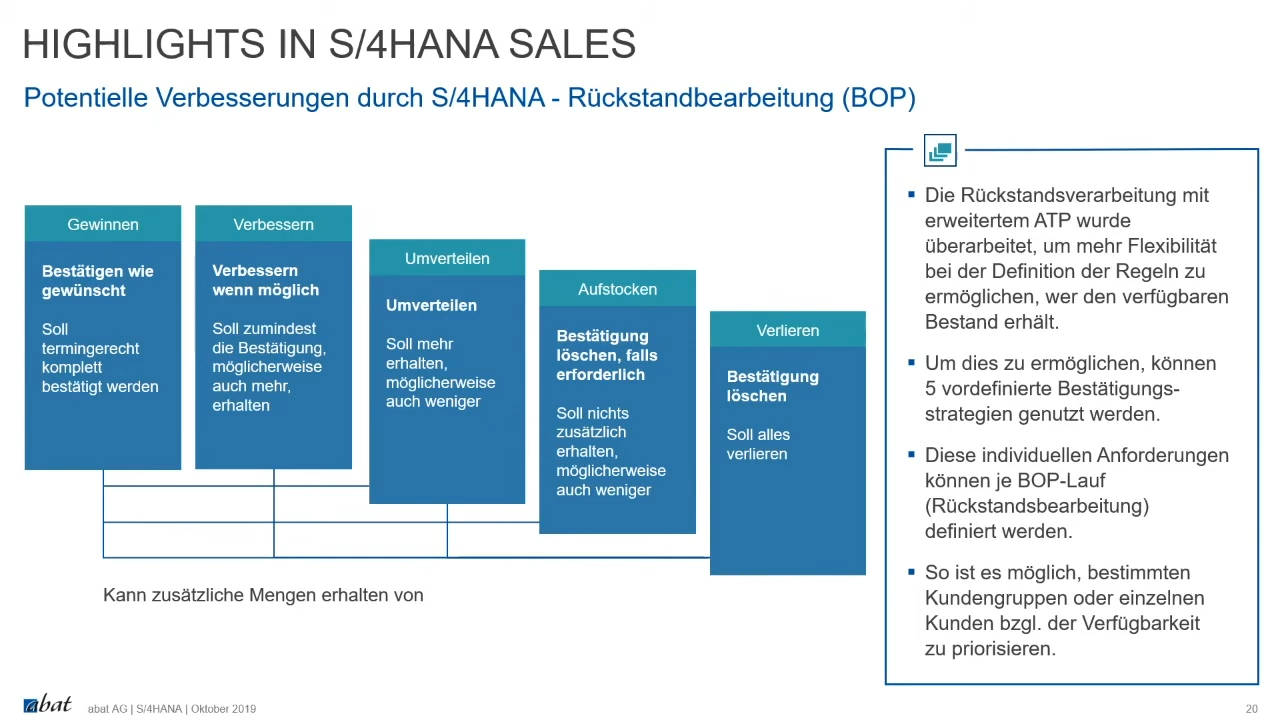 HIGHLIGHTS IN S/4HANA SALES
Potentielle Verbesserungen durch S/4HANA - Rückstandbearbeitung (BOP)
Gewinnen
Bestätigen wie
gewünscht
Soll
termingerecht
komplett
bestätigt werden
Verbessern
Verbessern
wenn möglich
Soll zumindest
die Bestätigung,
möglicherweise
auch mehr,
erhalten
Umverteilen
Umverteilen
Soll mehr
erhalten,
möglicherweise
auch weniger
Aufstocken
Bestätigung
löschen, falls
erforderlich
Soll nichts
zusätzlich
erhalten,
möglicherweise
auch weniger
Verlieren
Bestätigung
löschen
Soll alles
verlieren
Kann zusätzliche Mengen erhalten von
▪ Die Rückstandsverarbeitung mit
erweitertem ATP wurde
überarbeitet, um mehr Flexibilität
bei der Definition der Regeln zu
ermöglichen, wer den verfügbaren
Bestand erhält.
▪ Um dies zu ermöglichen, können
5 vordefinierte Bestätigungs-
strategien genutzt werden.
▪ Diese individuellen Anforderungen
können je BOP-Lauf
(Rückstandsbearbeitung)
definiert werden.
▪ So ist es möglich, bestimmten
Kundengruppen oder einzelnen
Kunden bzgl. der Verfügbarkeit
zu priorisieren.
abat
abat AG | S/4HANA | Oktober 2019
20